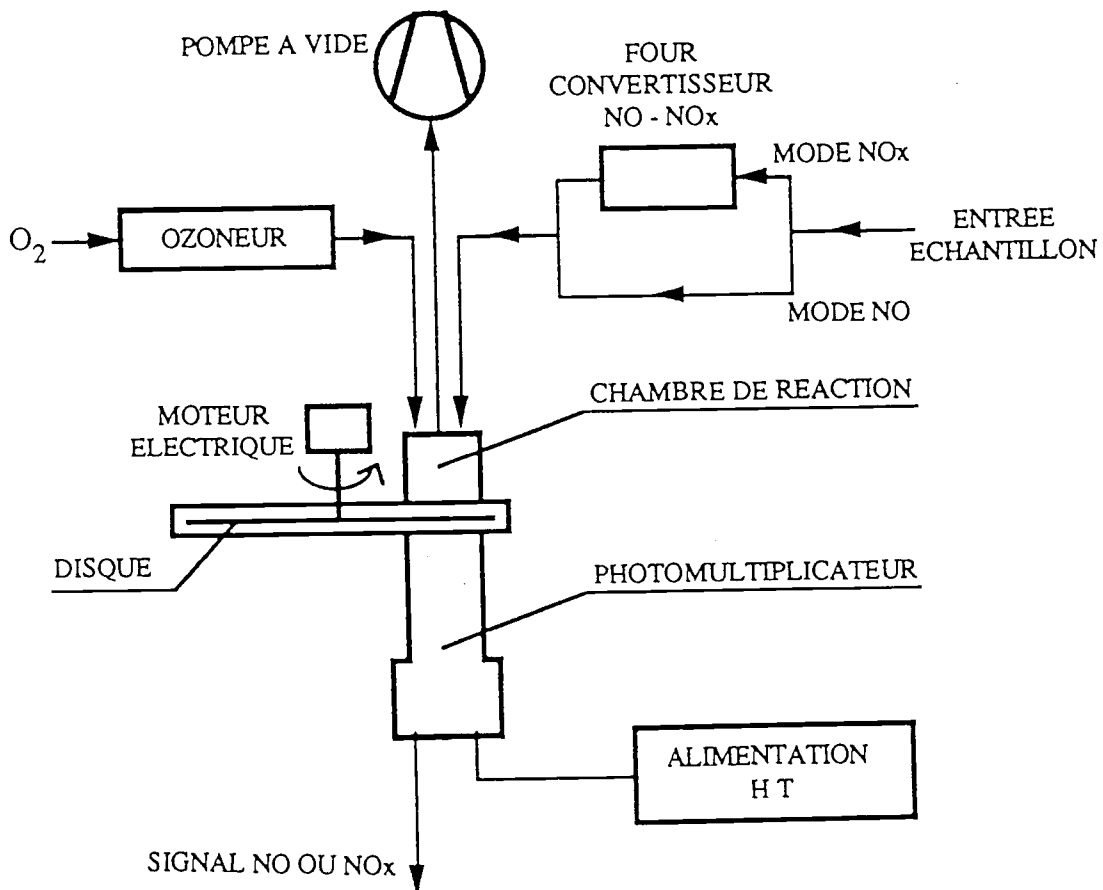 POMPE A VIDE
FOUR
CONVERTISSEUR
NO - NOx
MODE NOx
ENTREE
ECHANTILLON
O2
OZONEUR
MODE NO
CHAMBRE DE REACTION
MOTEUR
ELECTRIQUE
DISQUE
PHOTOMULTIPLICATEUR
ALIMENTATION
H T
SIGNAL NO OU NOx